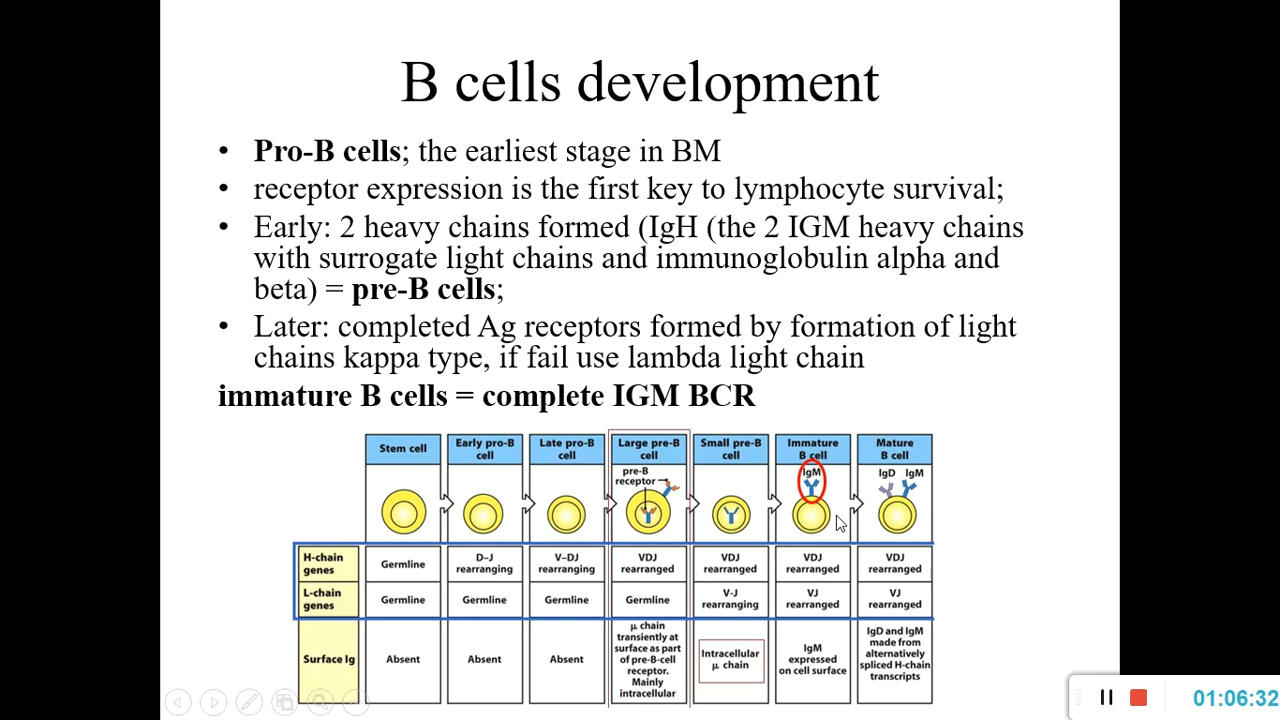 B cells development
• Pro-B cells; the earliest stage in BM
• receptor expression is the first key to lymphocyte survival;
• Early: 2 heavy chains formed (IgH (the 2 IGM heavy chains
with surrogate light chains and immunoglobulin alpha and
beta) = pre-B cells;
• Later: completed Ag receptors formed by formation of light
chains kappa type, if fail use lambda light chain
immature B cells = complete IGM BCR
Stem cell
Early pro-B
cell
Late pro-B
cell
Large pre-B
cell
Small pre-B
cell
Immature
B cell
Mature
B cell
pre-B
receptor
IgM
IgD IgM
H-chain
genes
Germline
D–J
rearranging
V–DJ
rearranging
VDJ
rearranged
VDJ
rearranged
VDJ
rearranged
VDJ
rearranged
L-chain
genes
Germline
Germline
Germline
Germline
V-J
rearranging
VJ
rearranged
VJ
rearranged
Surface Ig
Absent
Absent
Absent
μ chain
transiently at
surface as part
of pre-B-cell
receptor.
Mainly
intracellular
Intracellular
μ chain
IgM
expressed
on cell surface
IgD and IgM
made from
alternatively
spliced H-chain
transcripts
01:06:32